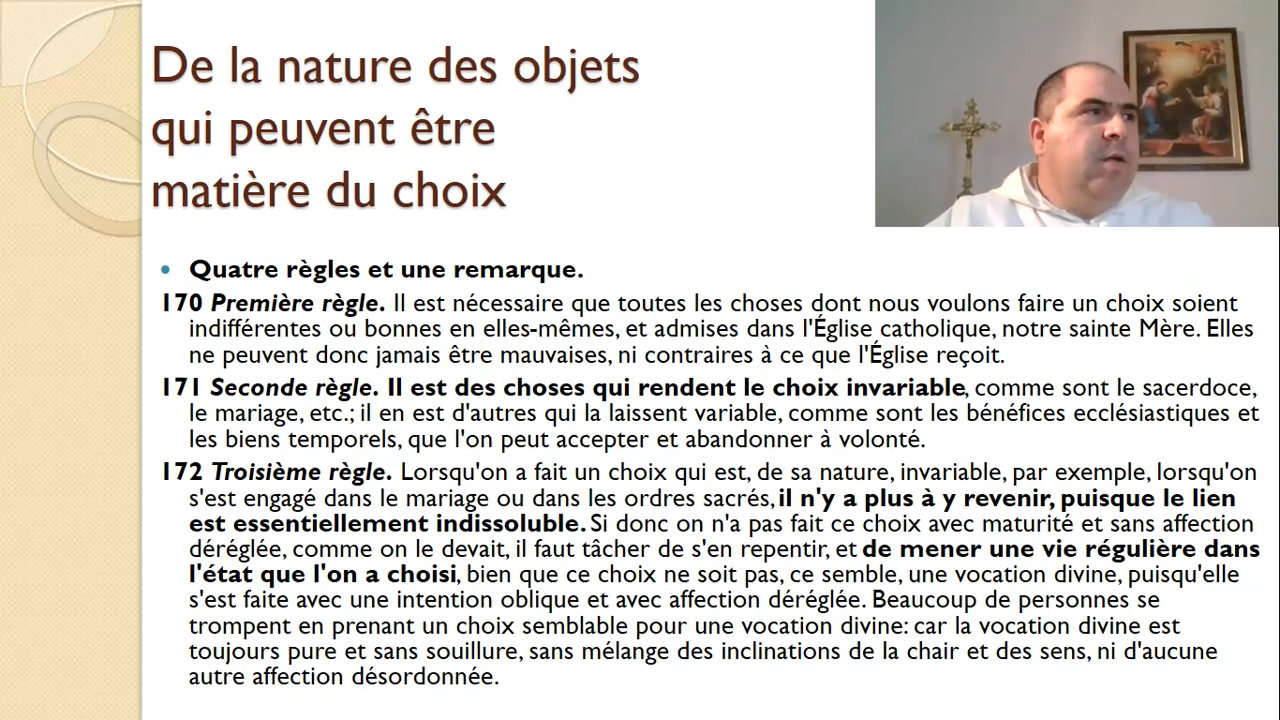 De la nature des objets
qui peuvent être
matière du choix
• Quatre règles et une remarque.
170 Première règle. Il est nécessaire que toutes les choses dont nous voulons faire un choix soient
indifférentes ou bonnes en elles-mêmes, et admises dans l'Église catholique, notre sainte Mère. Elles
ne peuvent donc jamais être mauvaises, ni contraires à ce que l'Église reçoit.
171 Seconde règle. Il est des choses qui rendent le choix invariable, comme sont le sacerdoce,
le mariage, etc.; il en est d'autres qui la laissent variable, comme sont les bénéfices ecclésiastiques et
les biens temporels, que l'on peut accepter et abandonner à volonté.
172 Troisième règle. Lorsqu'on a fait un choix qui est, de sa nature, invariable, par exemple, lorsqu'on
s'est engagé dans le mariage ou dans les ordres sacrés, il n'y a plus à y revenir, puisque le lien
est essentiellement indissoluble. Si donc on n'a pas fait ce choix avec maturité et sans affection
déréglée, comme on le devait, il faut tâcher de s'en repentir, et de mener une vie régulière dans
l'état que l'on a choisi, bien que ce choix ne soit pas, ce semble, une vocation divine, puisqu'elle
s'est faite avec une intention oblique et avec affection déréglée. Beaucoup de personnes se
trompent en prenant un choix semblable pour une vocation divine: car la vocation divine est
toujours pure et sans souillure, sans mélange des inclinations de la chair et des sens, ni d'aucune
autre affection désordonnée.